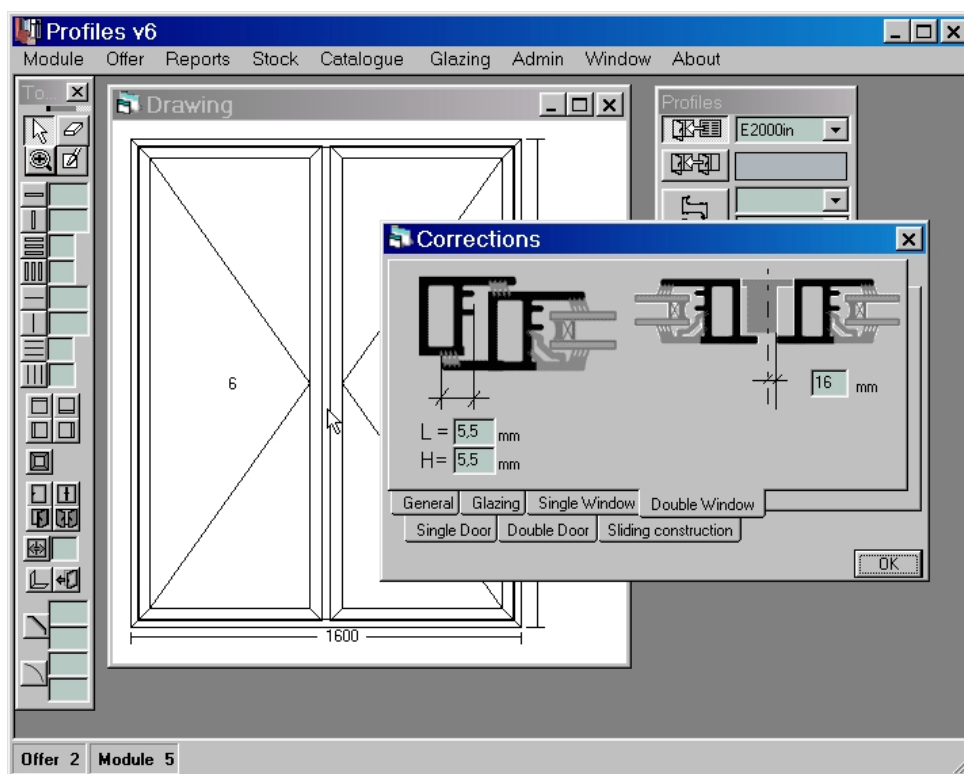 Profiles v6
Module Offer Reports Stock Catalogue Glazing Admin Window About
To...
Drawing
6
1600
Profiles
E2000in
Corrections
L = 5,5 mm
H= 5,5 mm
16 mm
General Glazing Single Window Double Window
Single Door Double Door Sliding construction
OK
Offer 2 Module 5